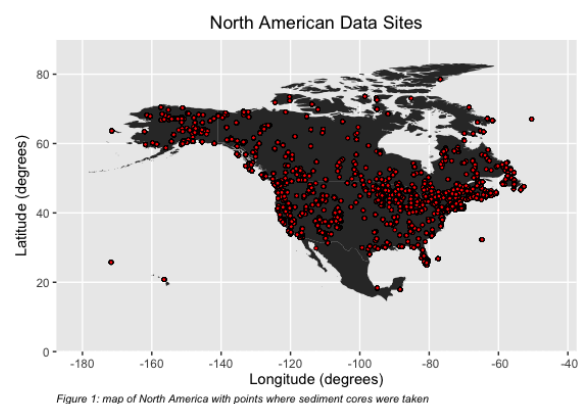 North American Data Sites
80
60
40
20
0
Latitude (degrees)
-180 -160 -140 -120 -100 -80 -60 -40
Longitude (degrees)
Figure 1: map of North America with points where sediment cores were taken